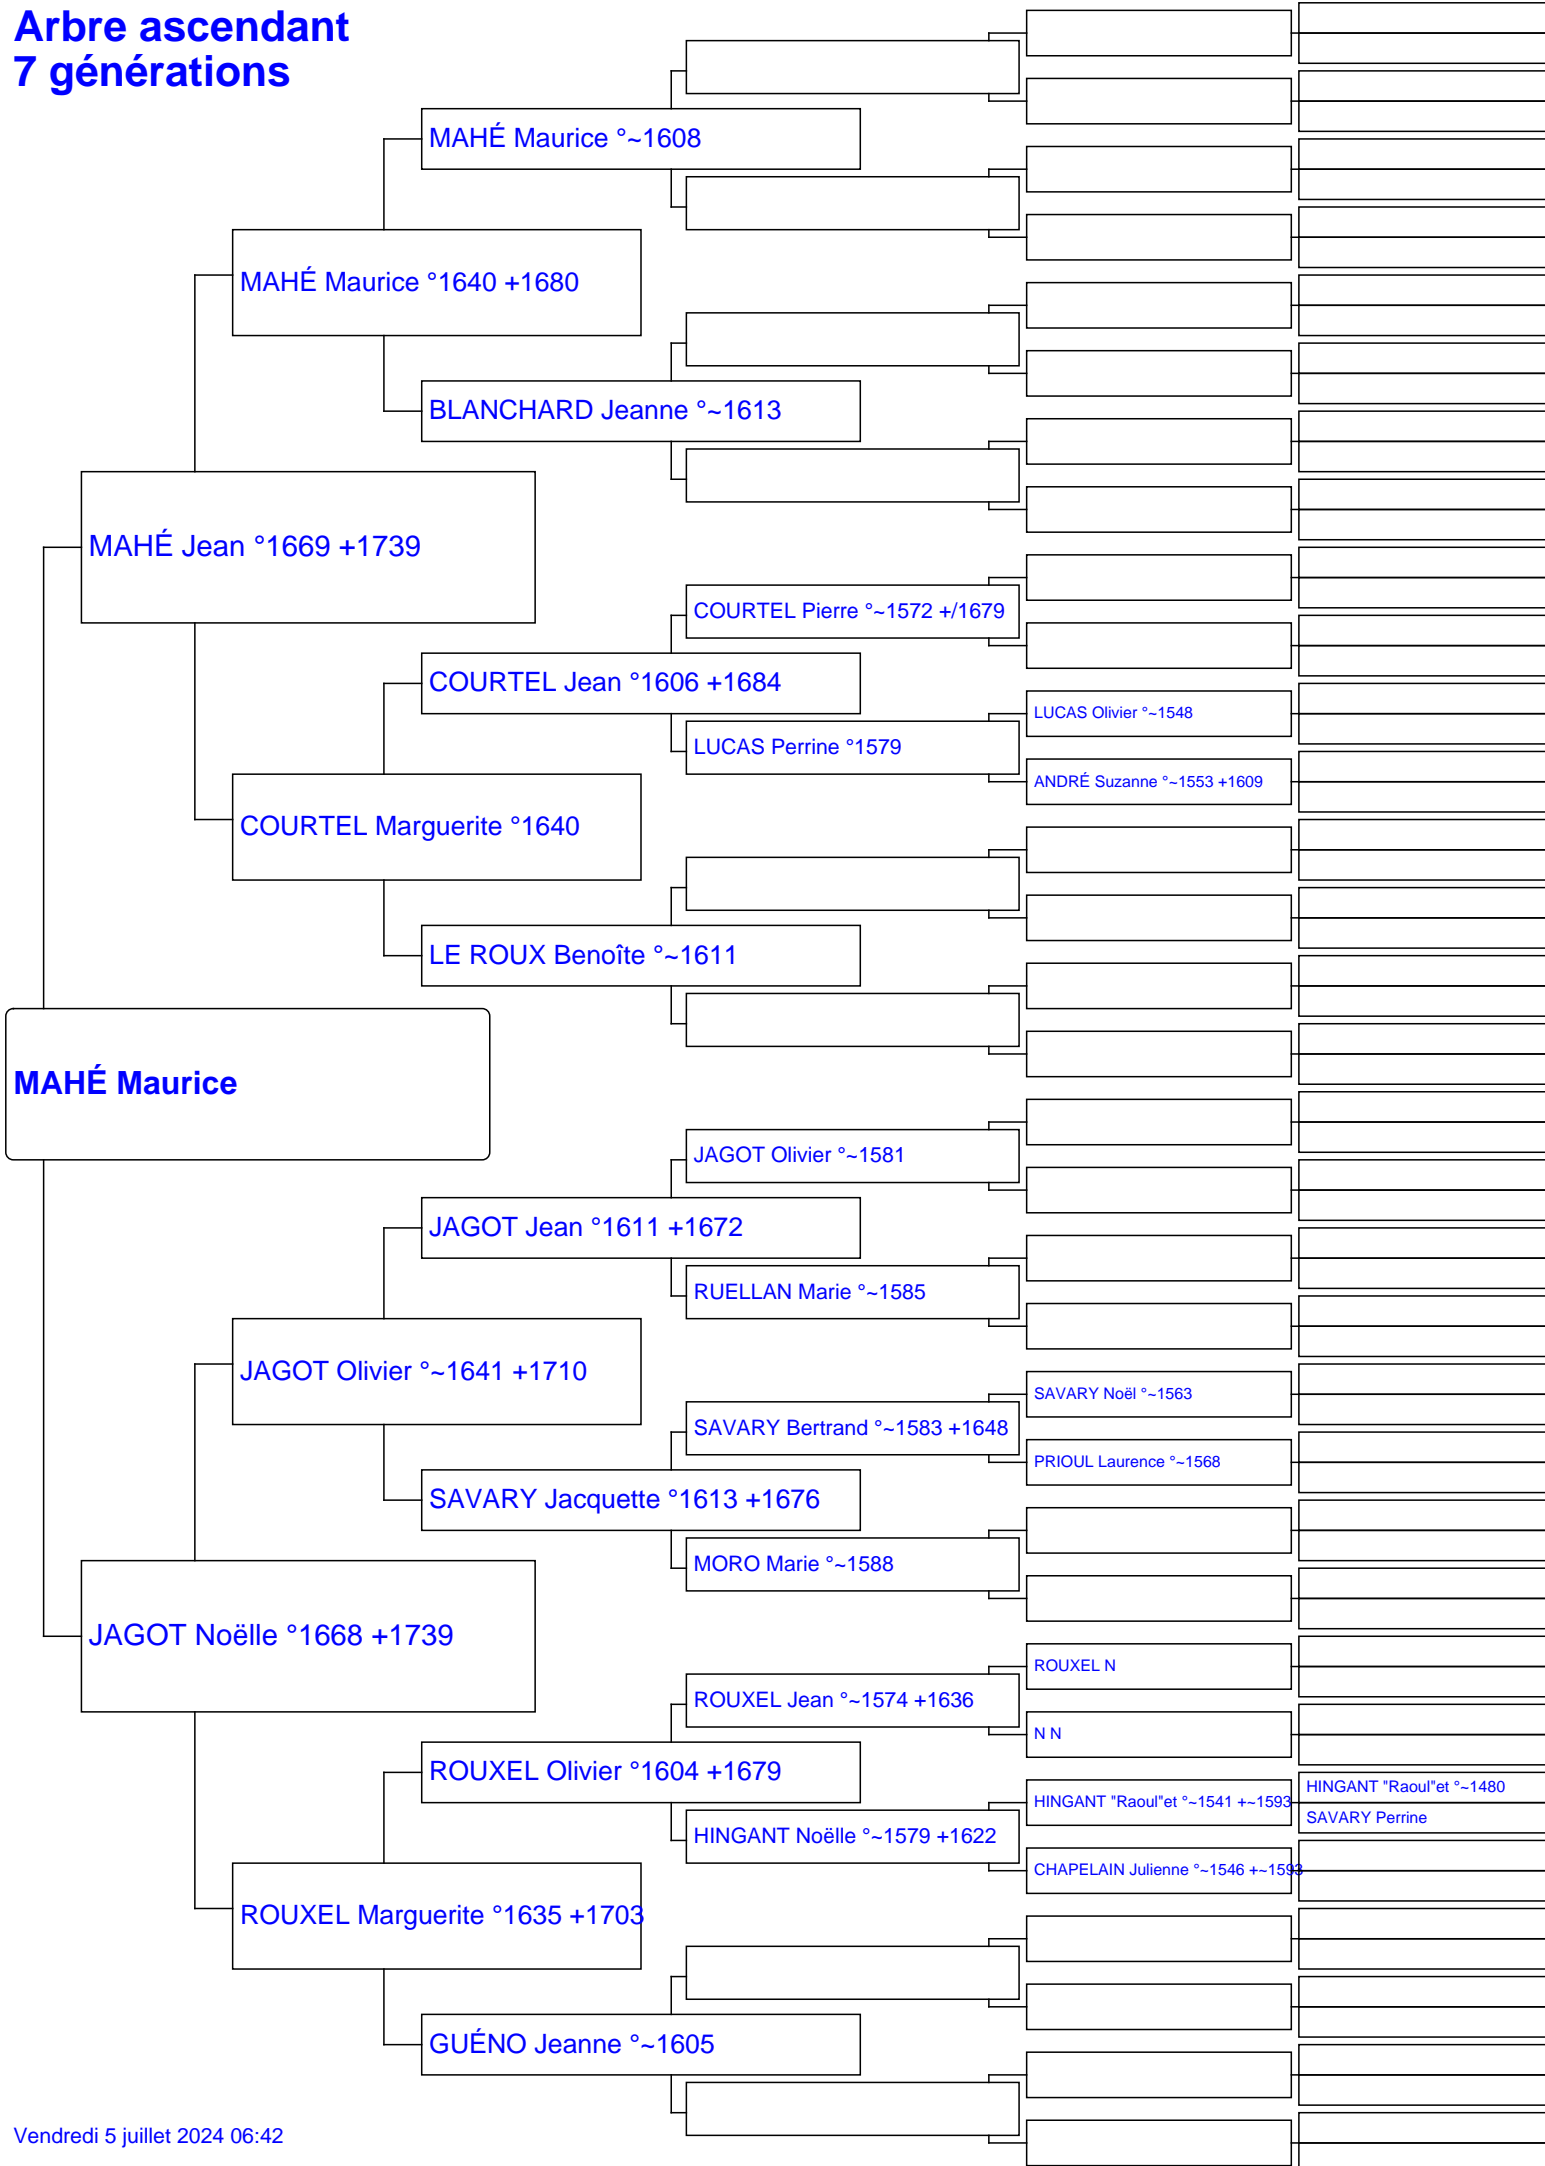 Arbre ascendant
7 générations
MAHÉ Maurice °~1608
MAHÉ Maurice °1640 +1680
BLANCHARD Jeanne °~1613
MAHÉ Jean °1669 +1739
COURTEL Pierre °~1572 +/1679
COURTEL Jean °1606 +1684
LUCAS Olivier °~1548
LUCAS Perrine °1579
ANDRÉ Suzanne °~1553 +1609
COURTEL Marguerite °1640
LE ROUX Benoîte °~1611
MAHÉ Maurice
JAGOT Olivier °~1581
JAGOT Jean °1611 +1672
RUELLAN Marie °~1585
JAGOT Olivier °~1641 +1710
SAVARY Noël °~1563
SAVARY Bertrand °~1583 +1648
PRIOUL Laurence °~1568
SAVARY Jacquette °1613 +1676
MORO Marie °~1588
JAGOT Noëlle °1668 +1739
ROUXEL N
ROUXEL Jean °~1574 +1636
N N
ROUXEL Olivier °1604 +1679
HINGANT "Raoul"et °~1480
HINGANT "Raoul"et °~1541 +~1593
SAVARY Perrine
HINGANT Noëlle °~1579 +1622
CHAPELAIN Julienne °~1546 +~1593
ROUXEL Marguerite °1635 +1703
GUÉNO Jeanne °~1605
Vendredi 5 juillet 2024 06:42